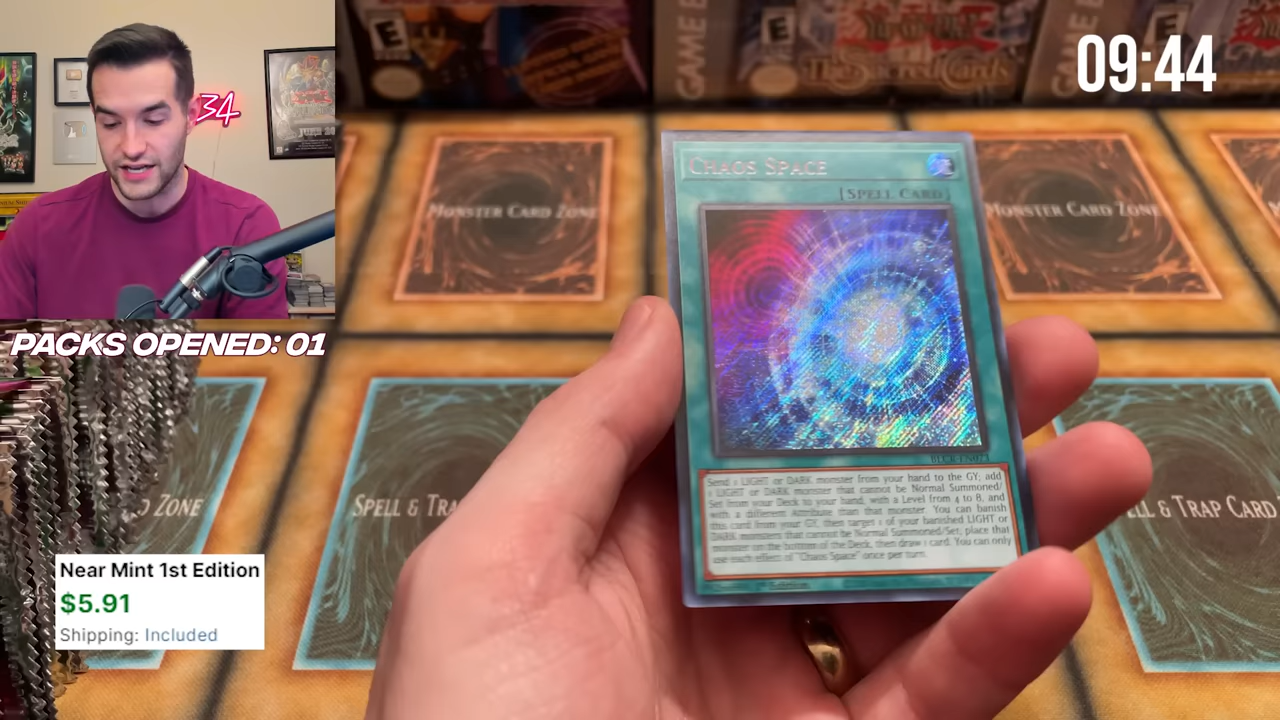 09:44
34
PACKS OPENED: 01
GAME B
E
E
GAME B
E
The Sacred Cards
MONSTER CARD ZONE
MONSTER CARD ZONE
CHAOS SPACE
[SPELL CARD]
Send 1 LIGHT or DARK monster from your hand to the GY; add
1 LIGHT or DARK monster that cannot be Normal Summoned/
Set from your Deck to your hand, with a Level from 4 to 8, and
with a different Attribute than that monster. You can banish
this card from your GY, then target 1 of your banished LIGHT or
DARK monsters that cannot be Normal Summoned/Set; place that
monster on the bottom of the Deck, then draw 1 card. You can only
use each effect of "Chaos Space" once per turn.
1st Edition
D ZONE
SPELL & TRA
LL & TRAP CARD
Near Mint 1st Edition
$5.91
Shipping: Included